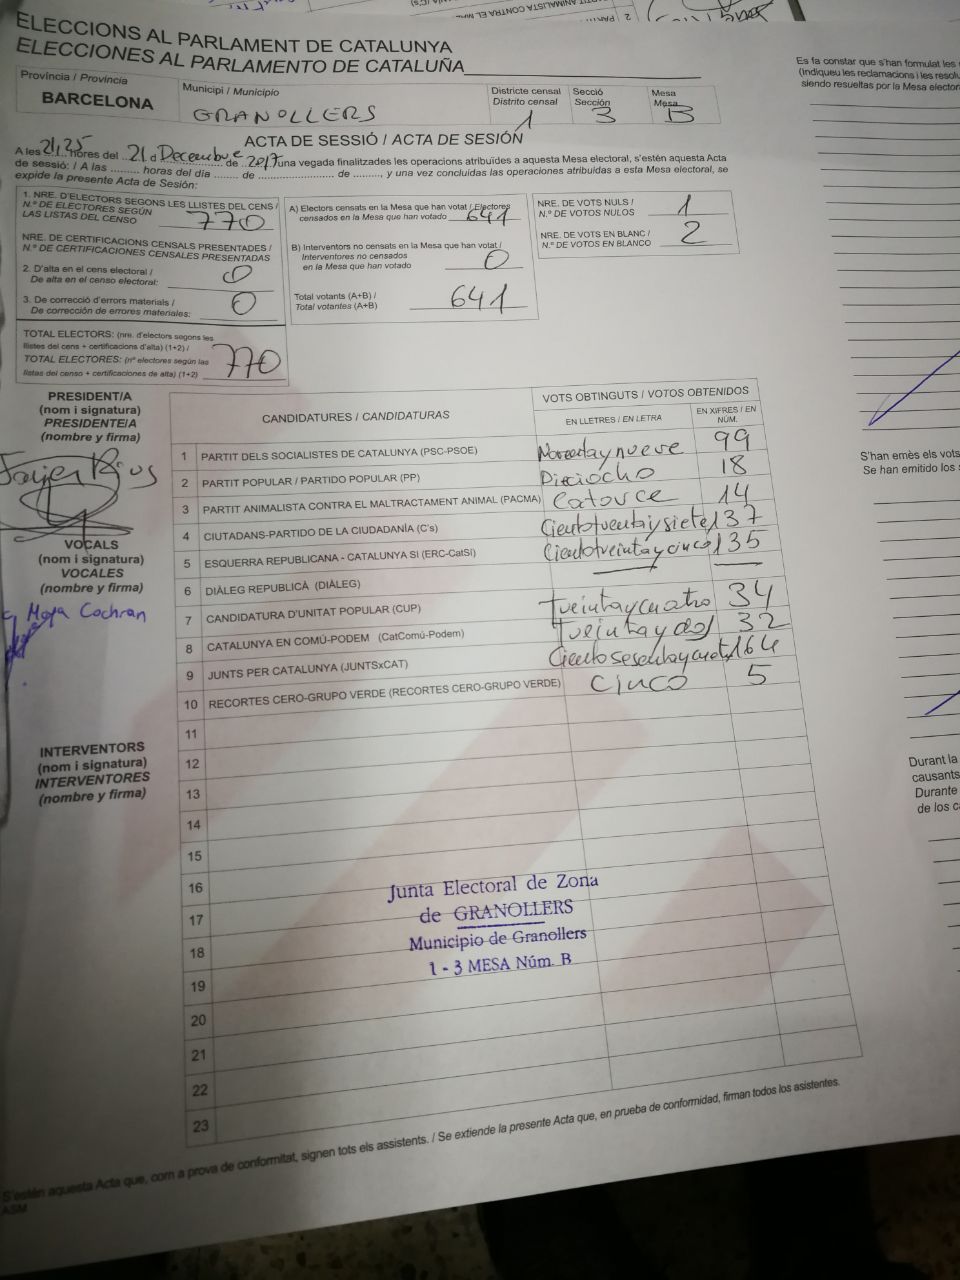 ELECCIONS AL PARLAMENT DE CATALUNYA
ELECCIONES AL PARLAMENTO DE CATALUÑA
Província / Provincia
BARCELONA
Municipi / Municipio
GRANOLLERS
Districte censal
Distrito censal
1
Secció
Sección
3
Mesa
Mesa
B
ACTA DE SESSIÓ / ACTA DE SESIÓN
A les 21,25 hores del 21 d Decembre de 2017 una vegada finalitzades les operacions atribuïdes a aquesta Mesa electoral, s'estén aquesta Acta
de sessió: / A las ......... horas del día ........ de ...................... de ........., y una vez concluidas las operaciones atribuidas a esta Mesa electoral, se
expide la presente Acta de Sesión:
1. NRE. D'ELECTORS SEGONS LES LLISTES DEL CENS /
N.º DE ELECTORES SEGÚN
LAS LISTAS DEL CENSO 770
NRE. DE CERTIFICACIONS CENSALS PRESENTADES /
N.º DE CERTIFICACIONES CENSALES PRESENTADAS
2. D'alta en el cens electoral /
De alta en el censo electoral: 0
3. De correcció d'errors materials /
De corrección de errores materiales: 0
TOTAL ELECTORS: (nre. d'electors segons les
llistes del cens + certificacions d'alta) (1+2) /
TOTAL ELECTORES: (nº electores según las
listas del censo + certificaciones de alta) (1+2) 770
A) Electors censats en la Mesa que han votat / Electores
censados en la Mesa que han votado 641
B) Interventors no censats en la Mesa que han votat /
Interventores no censados
en la Mesa que han votado 0
Total votants (A+B) /
Total votantes (A+B) 641
NRE. DE VOTS NULS /
N.º DE VOTOS NULOS 1
NRE. DE VOTS EN BLANC /
N.º DE VOTOS EN BLANCO 2
PRESIDENT/A
(nom i signatura)
PRESIDENTE/A
(nombre y firma)
Javier Rius
VOCALS
(nom i signatura)
VOCALES
(nombre y firma)
Moya Cochran
INTERVENTORS
(nom i signatura)
INTERVENTORES
(nombre y firma)
CANDIDATURES / CANDIDATURAS
VOTS OBTINGUTS / VOTOS OBTENIDOS
EN LLETRES / EN LETRA
EN XIFRES / EN
NÚM.
1 PARTIT DELS SOCIALISTES DE CATALUNYA (PSC-PSOE) Noventa y nueve 99
2 PARTIT POPULAR / PARTIDO POPULAR (PP) Dieciocho 18
3 PARTIT ANIMALISTA CONTRA EL MALTRACTAMENT ANIMAL (PACMA) Catorce 14
4 CIUTADANS-PARTIDO DE LA CIUDADANÍA (C's) Ciento treinta y siete 137
5 ESQUERRA REPUBLICANA - CATALUNYA SI (ERC-CatSí) Ciento treinta y cinco 135
6 DIÀLEG REPUBLICÀ (DIÀLEG) — —
7 CANDIDATURA D'UNITAT POPULAR (CUP) Treinta y cuatro 34
8 CATALUNYA EN COMÚ-PODEM (CatComú-Podem) Treinta y dos 32
9 JUNTS PER CATALUNYA (JUNTSxCAT) Ciento sesenta y cuatro 164
10 RECORTES CERO-GRUPO VERDE (RECORTES CERO-GRUPO VERDE) Cinco 5
11
12
13
14
15
16
17
18
19
20
21
22
23
Junta Electoral de Zona
de GRANOLLERS
Municipio de Granollers
1 - 3 MESA Núm. B
S'estén aquesta Acta que, com a prova de conformitat, signen tots els assistents. / Se extiende la presente Acta que, en prueba de conformidad, firman todos los asistentes.
ASM
Es fa constar que s'han formulat les
(indiqueu les reclamacions i les resolu
siendo resueltas por la Mesa elector
S'han emès els vots
Se han emitido los
Durant la
causants
Durante
de los c